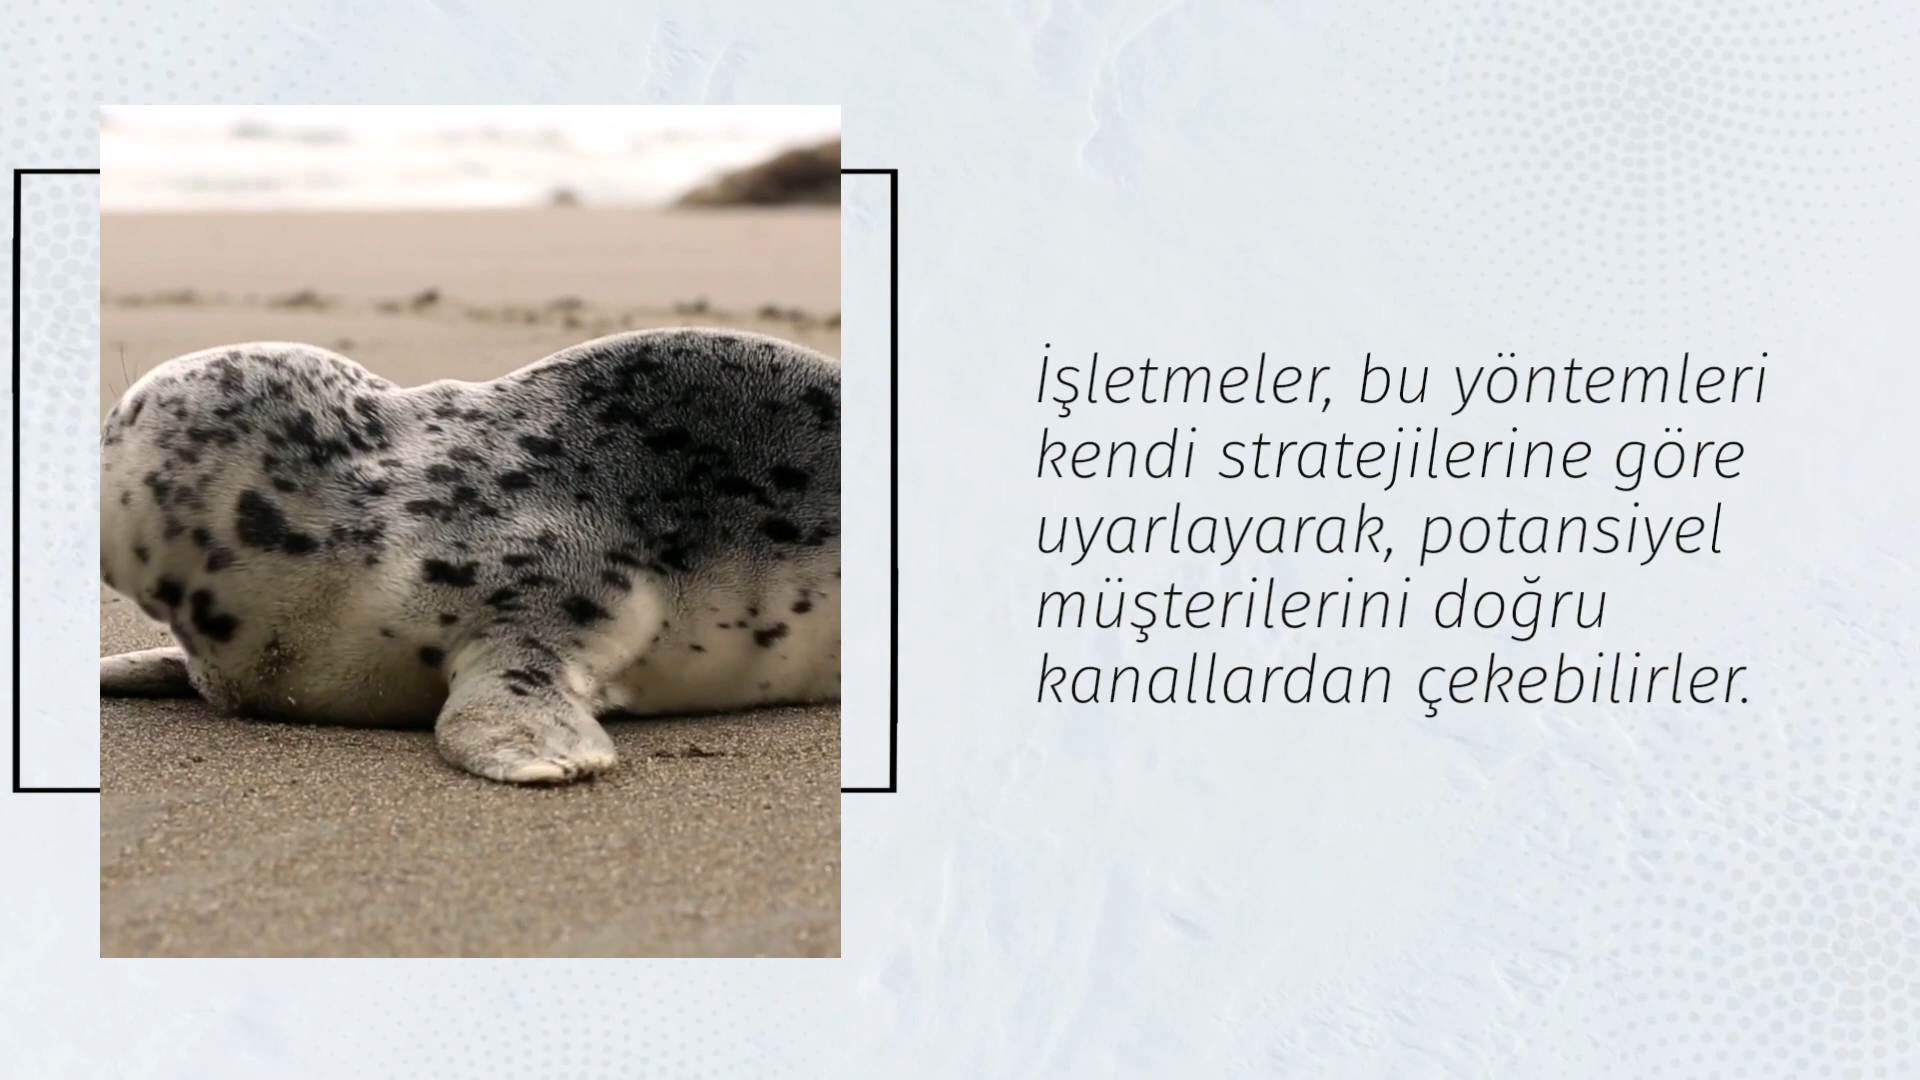 İşletmeler, bu yöntemleri
kendi stratejilerine göre
uyarlayarak, potansiyel
müşterilerini doğru
kanallardan çekebilirler.